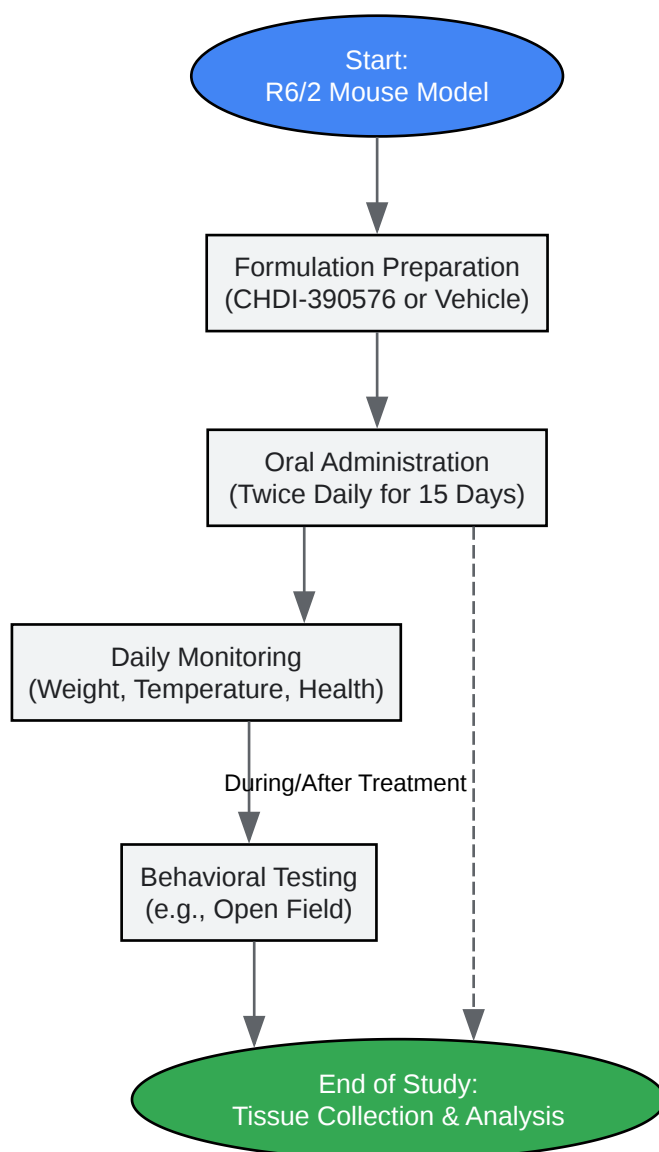 Start:
R6/2 Mouse Model
Formulation Preparation
(CHDI-390576 or Vehicle)
Oral Administration
(Twice Daily for 15 Days)
Daily Monitoring
(Weight, Temperature, Health)
During/After Treatment
Behavioral Testing
(e.g., Open Field)
End of Study:
Tissue Collection & Analysis